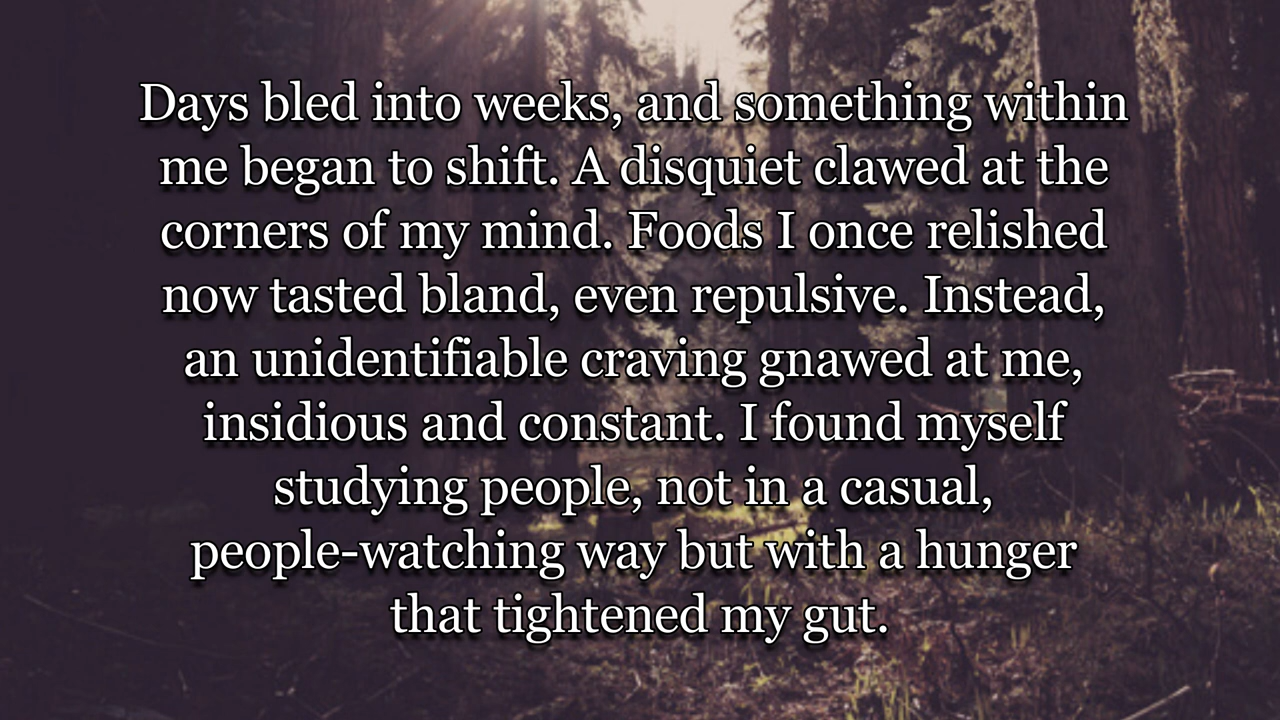 Days bled into weeks, and something within
me began to shift. A disquiet clawed at the
corners of my mind. Foods I once relished
now tasted bland, even repulsive. Instead,
an unidentifiable craving gnawed at me,
insidious and constant. I found myself
studying people, not in a casual,
people-watching way but with a hunger
that tightened my gut.